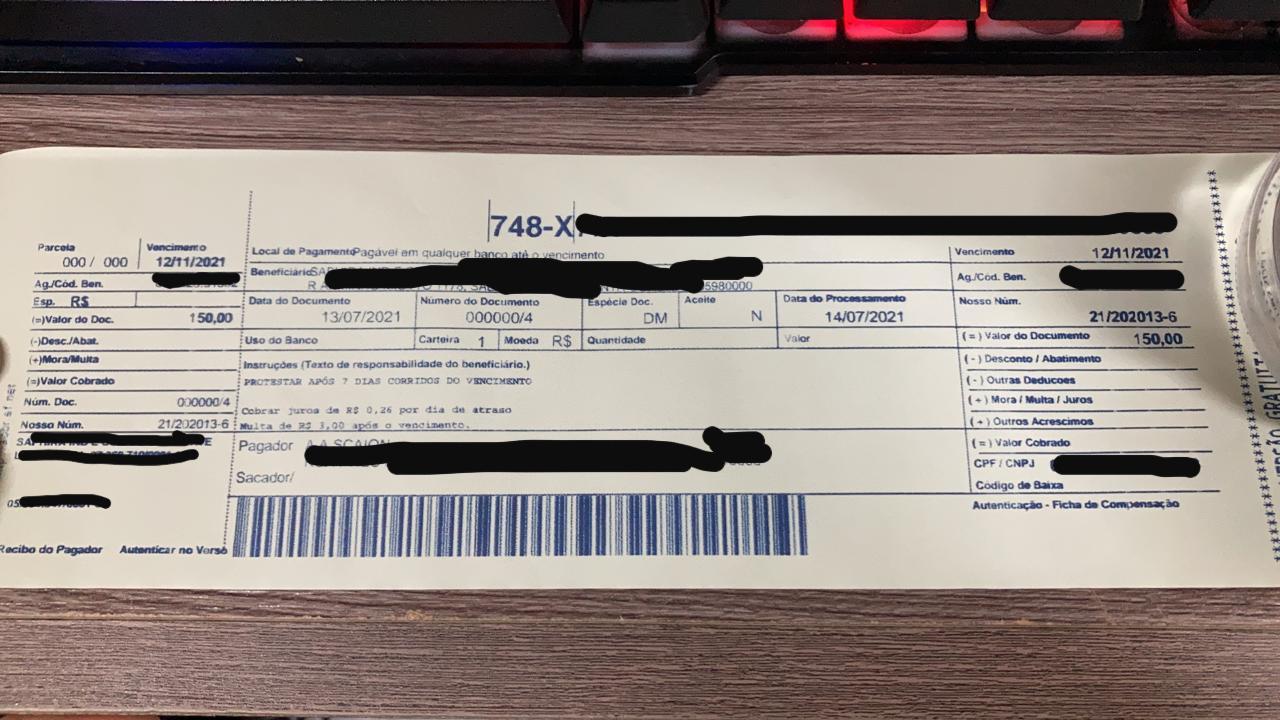 748-X
Parcela Vencimento
000 / 000 12/11/2021
Ag./Cód. Ben.
Esp. R$
(=)Valor do Doc. 150,00
(-)Desc./Abat.
(+)Mora/Multa
(=)Valor Cobrado
Núm. Doc. 000000/4
Nosso Núm. 21/202013-6
Recibo do Pagador Autenticar no Verso
Local de Pagamento Pagável em qualquer banco até o vencimento
Beneficiário
5980000
Data do Documento Número do Documento Espécie Doc. Aceite Data do Processamento
13/07/2021 000000/4 DM N 14/07/2021
Uso do Banco Carteira 1 Moeda R$ Quantidade Valor
Instruções (Texto de responsabilidade do beneficiário.)
PROTESTAR APÓS 7 DIAS CORRIDOS DO VENCIMENTO
Cobrar juros de R$ 0,26 por dia de atraso
Multa de R$ 3,00 após o vencimento.
Pagador
Sacador/
Vencimento 12/11/2021
Ag./Cód. Ben.
Nosso Núm.
21/202013-6
(=) Valor do Documento 150,00
(-) Desconto / Abatimento
(-) Outras Deducoes
(+) Mora / Multa / Juros
(+) Outros Acrescimos
(=) Valor Cobrado
CPF / CNPJ
Código de Baixa
Autenticação - Ficha de Compensação
GRATUITA